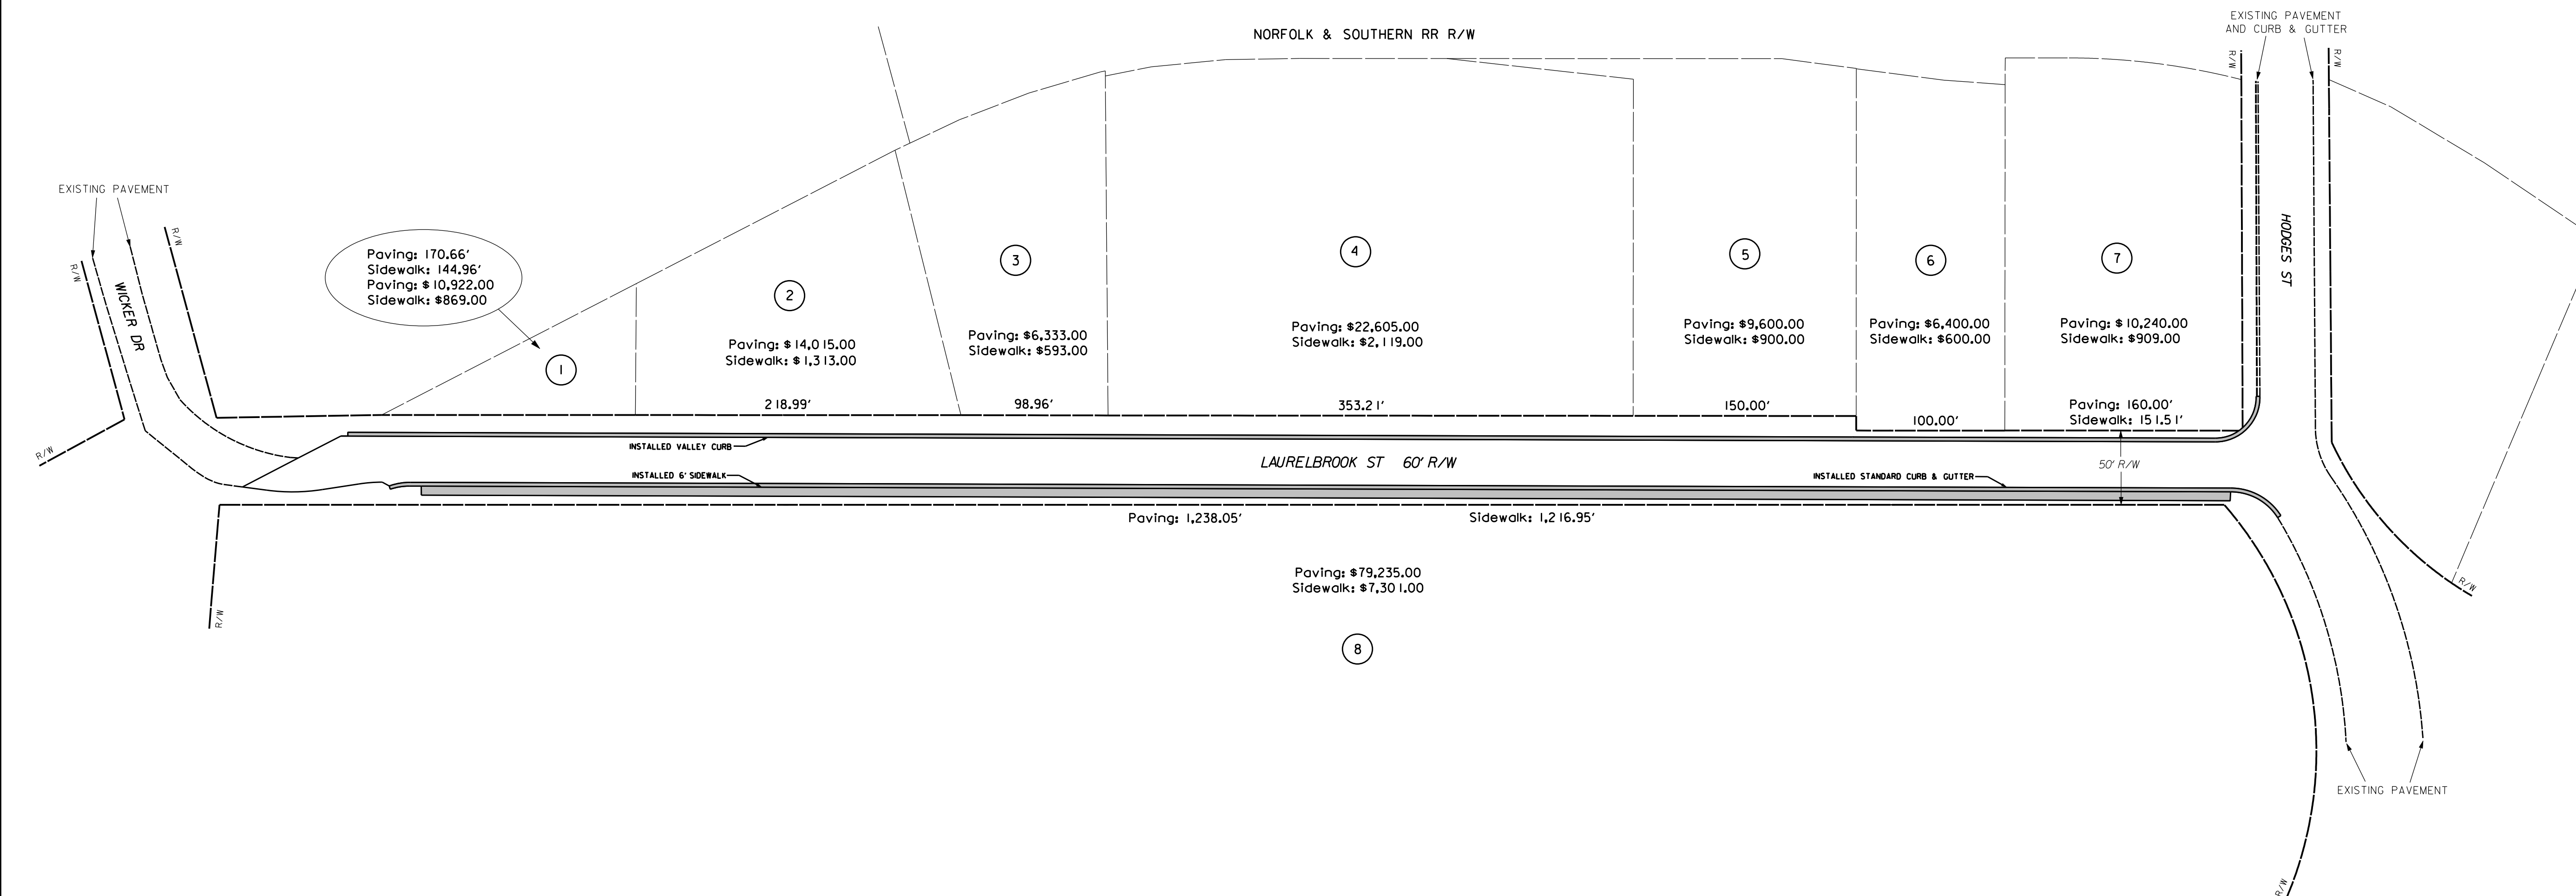 NORFOLK & SOUTHERN RR R/W
EXISTING PAVEMENT
AND CURB & GUTTER
R/W
R/W
EXISTING PAVEMENT
R/W
R/W
WICKER DR
R/W
Paving: 170.66'
Sidewalk: 144.96'
Paving: $10,922.00
Sidewalk: $869.00
1
2
Paving: $14,015.00
Sidewalk: $1,313.00
218.99'
3
Paving: $6,333.00
Sidewalk: $593.00
98.96'
4
Paving: $22,605.00
Sidewalk: $2,119.00
353.21'
5
Paving: $9,600.00
Sidewalk: $900.00
150.00'
6
Paving: $6,400.00
Sidewalk: $600.00
100.00'
7
Paving: $10,240.00
Sidewalk: $909.00
Paving: 160.00'
Sidewalk: 151.51'
HODGES ST
INSTALLED VALLEY CURB
LAURELBROOK ST 60' R/W
50' R/W
INSTALLED 6' SIDEWALK
INSTALLED STANDARD CURB & GUTTER
Paving: 1,238.05'
Sidewalk: 1,216.95'
Paving: $79,235.00
Sidewalk: $7,301.00
8
R/W
R/W
EXISTING PAVEMENT
R/W